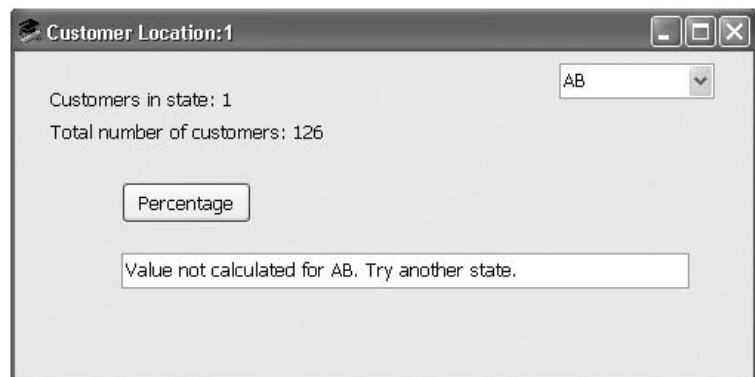 Customer Location:1
AB
Customers in state: 1
Total number of customers: 126
Percentage
Value not calculated for AB. Try another state.